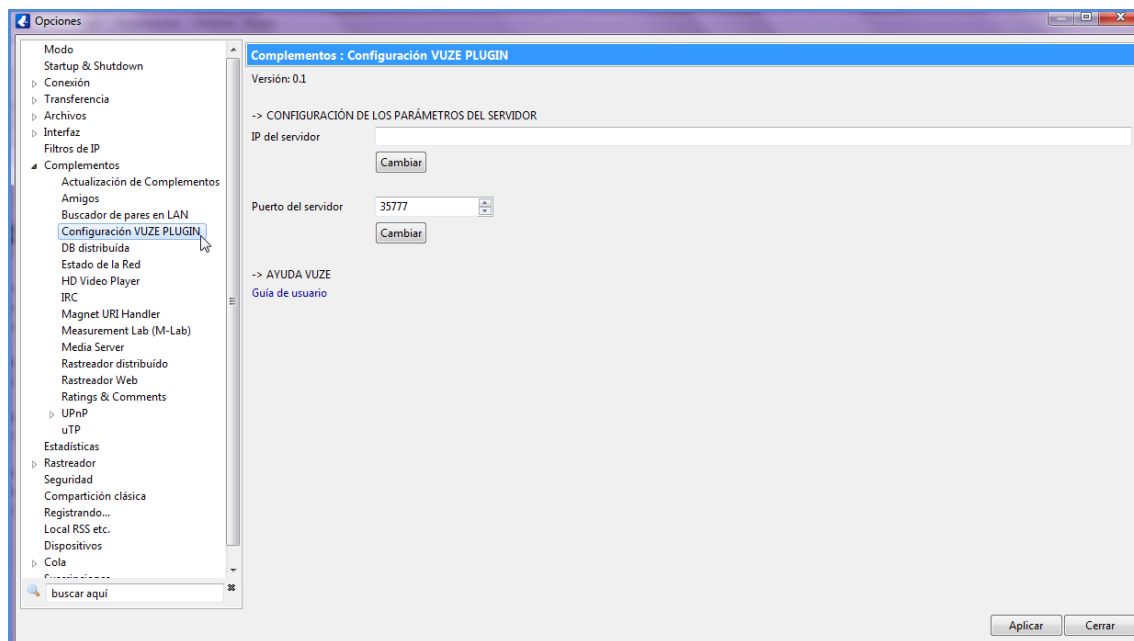 Opciones
Modo
Startup & Shutdown
Conexión
Transferencia
Archivos
Interfaz
Filtros de IP
Complementos
Actualización de Complementos
Amigos
Buscador de pares en LAN
Configuración VUZE PLUGIN
DB distribuída
Estado de la Red
HD Video Player
IRC
Magnet URI Handler
Measurement Lab (M-Lab)
Media Server
Rastreador distribuído
Rastreador Web
Ratings & Comments
UPnP
uTP
Estadísticas
Rastreador
Seguridad
Compartición clásica
Registrando...
Local RSS etc.
Dispositivos
Cola
buscar aquí
Complementos : Configuración VUZE PLUGIN
Versión: 0.1
-> CONFIGURACIÓN DE LOS PARÁMETROS DEL SERVIDOR
IP del servidor
Cambiar
Puerto del servidor 35777
Cambiar
-> AYUDA VUZE
Guía de usuario
Aplicar Cerrar